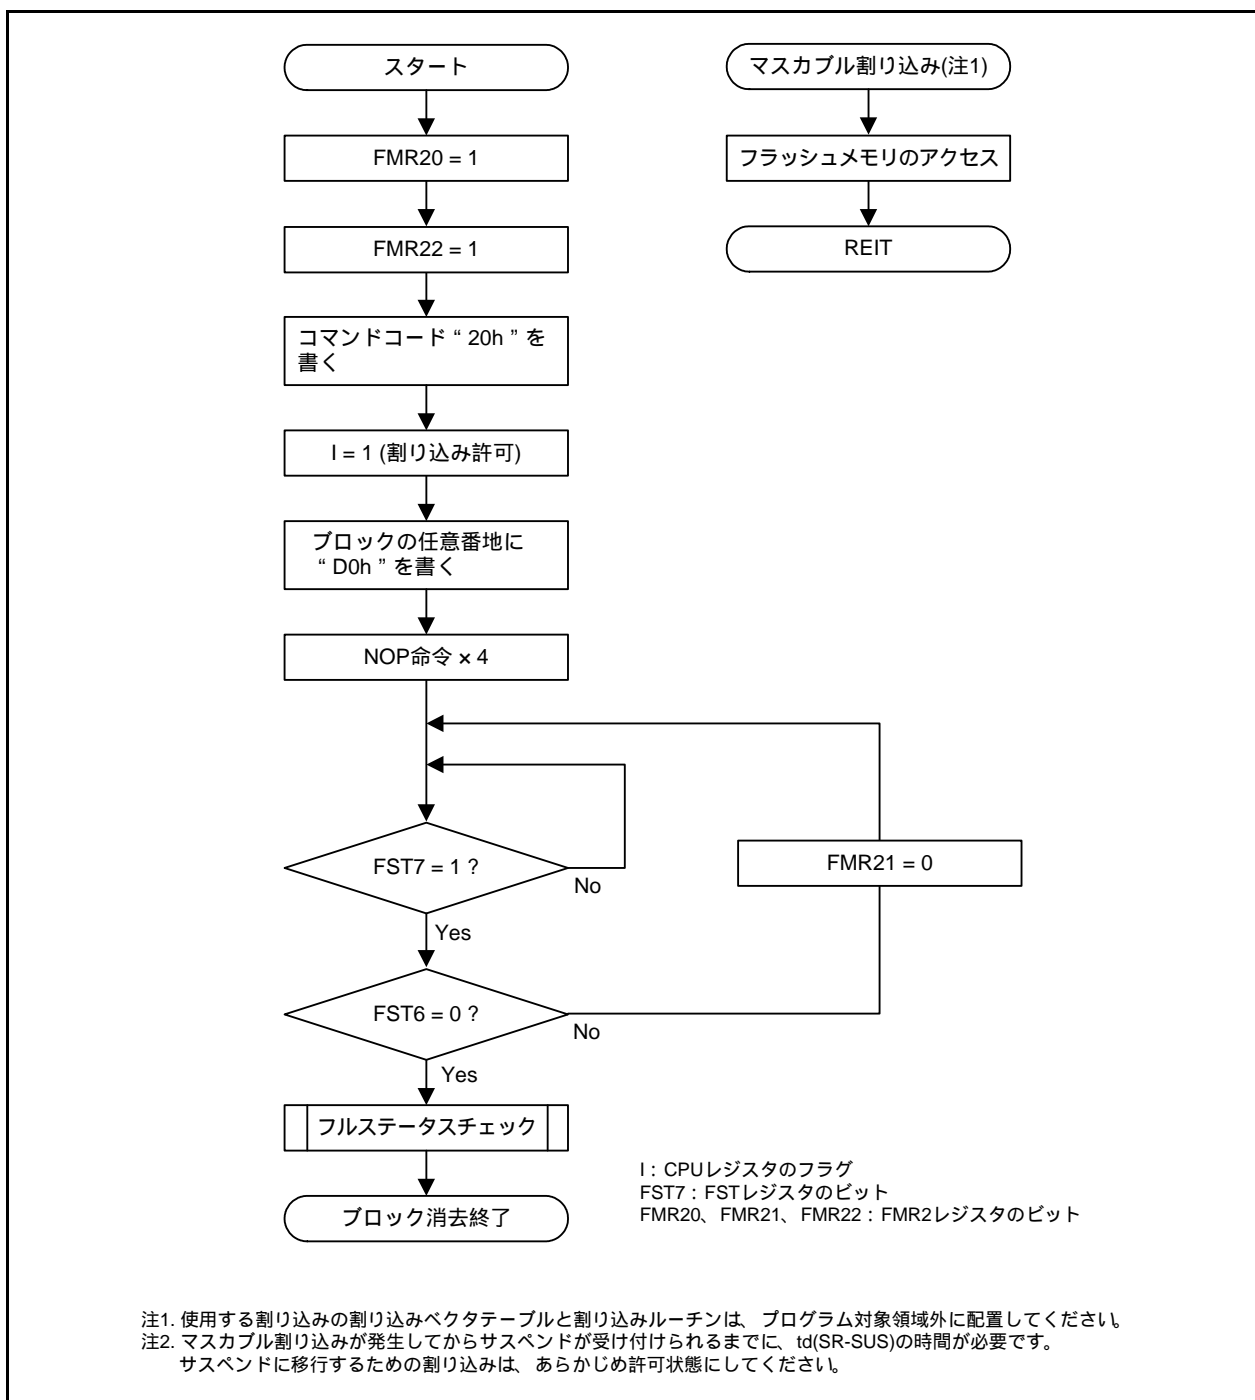 スタート
FMR20 = 1
FMR22 = 1
コマンドコード “ 20h ” を
書く
I = 1 (割り込み許可)
ブロックの任意番地に
“ D0h ” を書く
NOP命令 × 4
FST7 = 1 ?
No
Yes
FMR21 = 0
FST6 = 0 ?
No
Yes
フルステータスチェック
ブロック消去終了
マスカブル割り込み(注1)
フラッシュメモリのアクセス
REIT
I : CPUレジスタのフラグ
FST7 : FSTレジスタのビット
FMR20、FMR21、FMR22 : FMR2レジスタのビット
注1. 使用する割り込みの割り込みベクタテーブルと割り込みルーチンは、プログラム対象領域外に配置してください。
注2. マスカブル割り込みが発生してからサスペンドが受け付けられるまでに、td(SR-SUS)の時間が必要です。
サスペンドに移行するための割り込みは、あらかじめ許可状態にしてください。